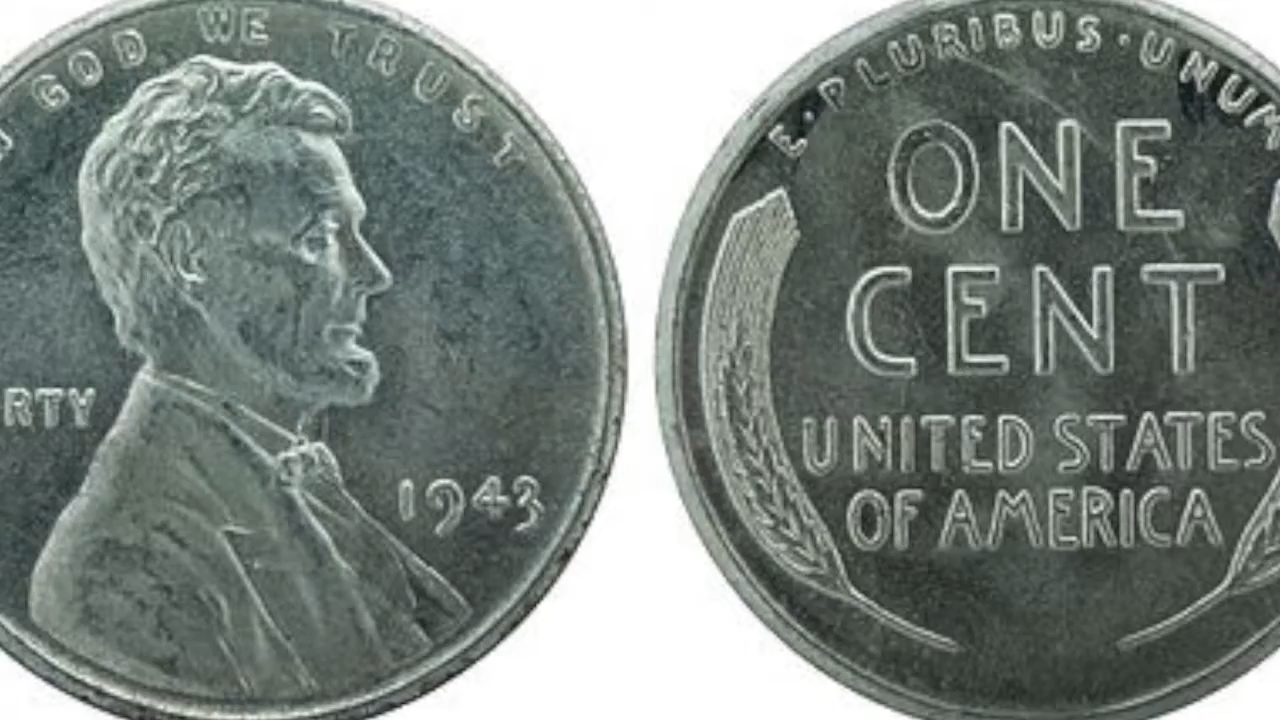 GOD WE TRUST
RTY
1943
E·PLURIBUS·UNUM
ONE
CENT
UNITED STATES
OF AMERICA